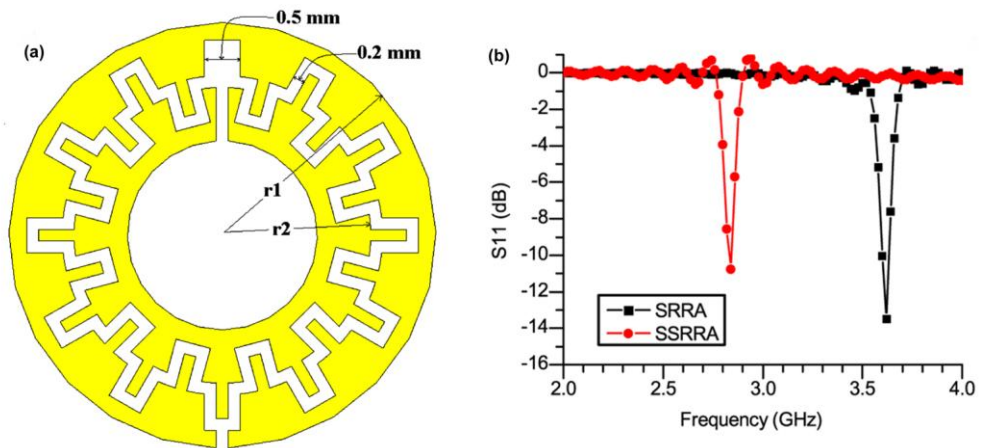 (a)
0.5 mm
0.2 mm
r1
r2
(b)
0
-2
-4
-6
-8
-10
-12
-14
-16
S11 (dB)
SRRA
SSRRA
2.0 2.5 3.0 3.5 4.0
Frequency (GHz)